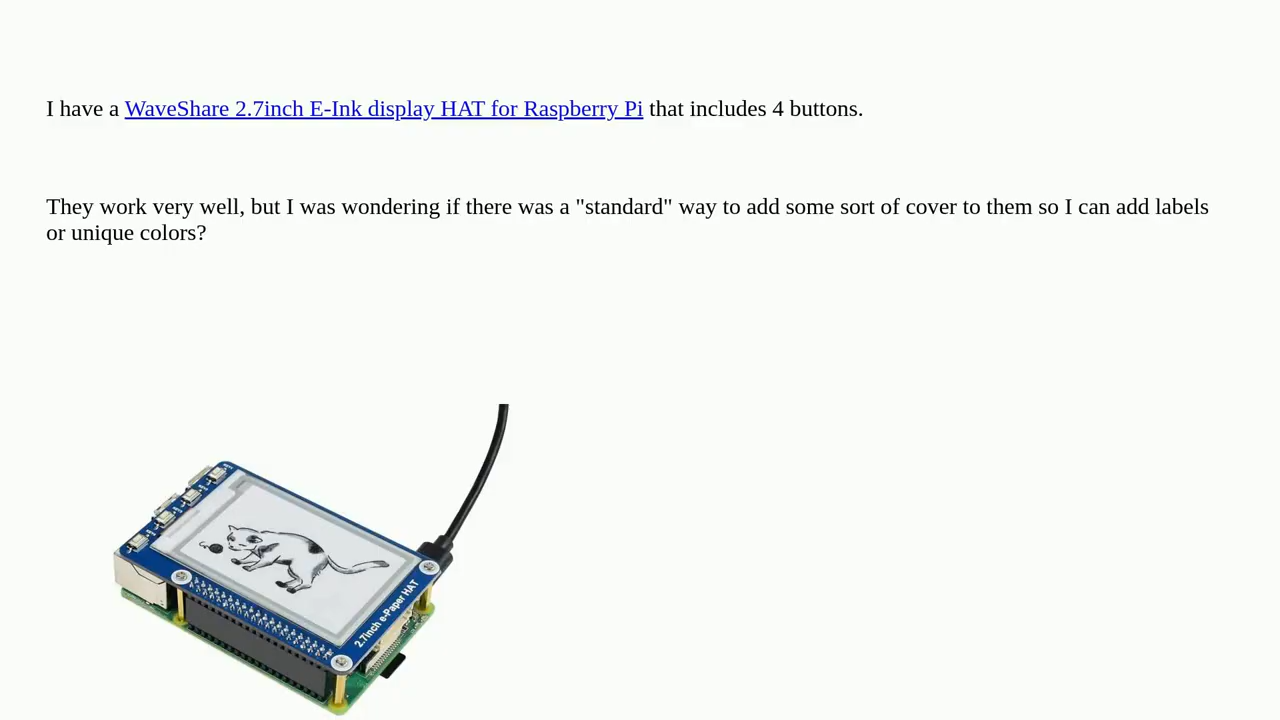 I have a WaveShare 2.7inch E-Ink display HAT for Raspberry Pi that includes 4 buttons.
They work very well, but I was wondering if there was a "standard" way to add some sort of cover to them so I can add labels
or unique colors?
2.7inch e-Paper HAT